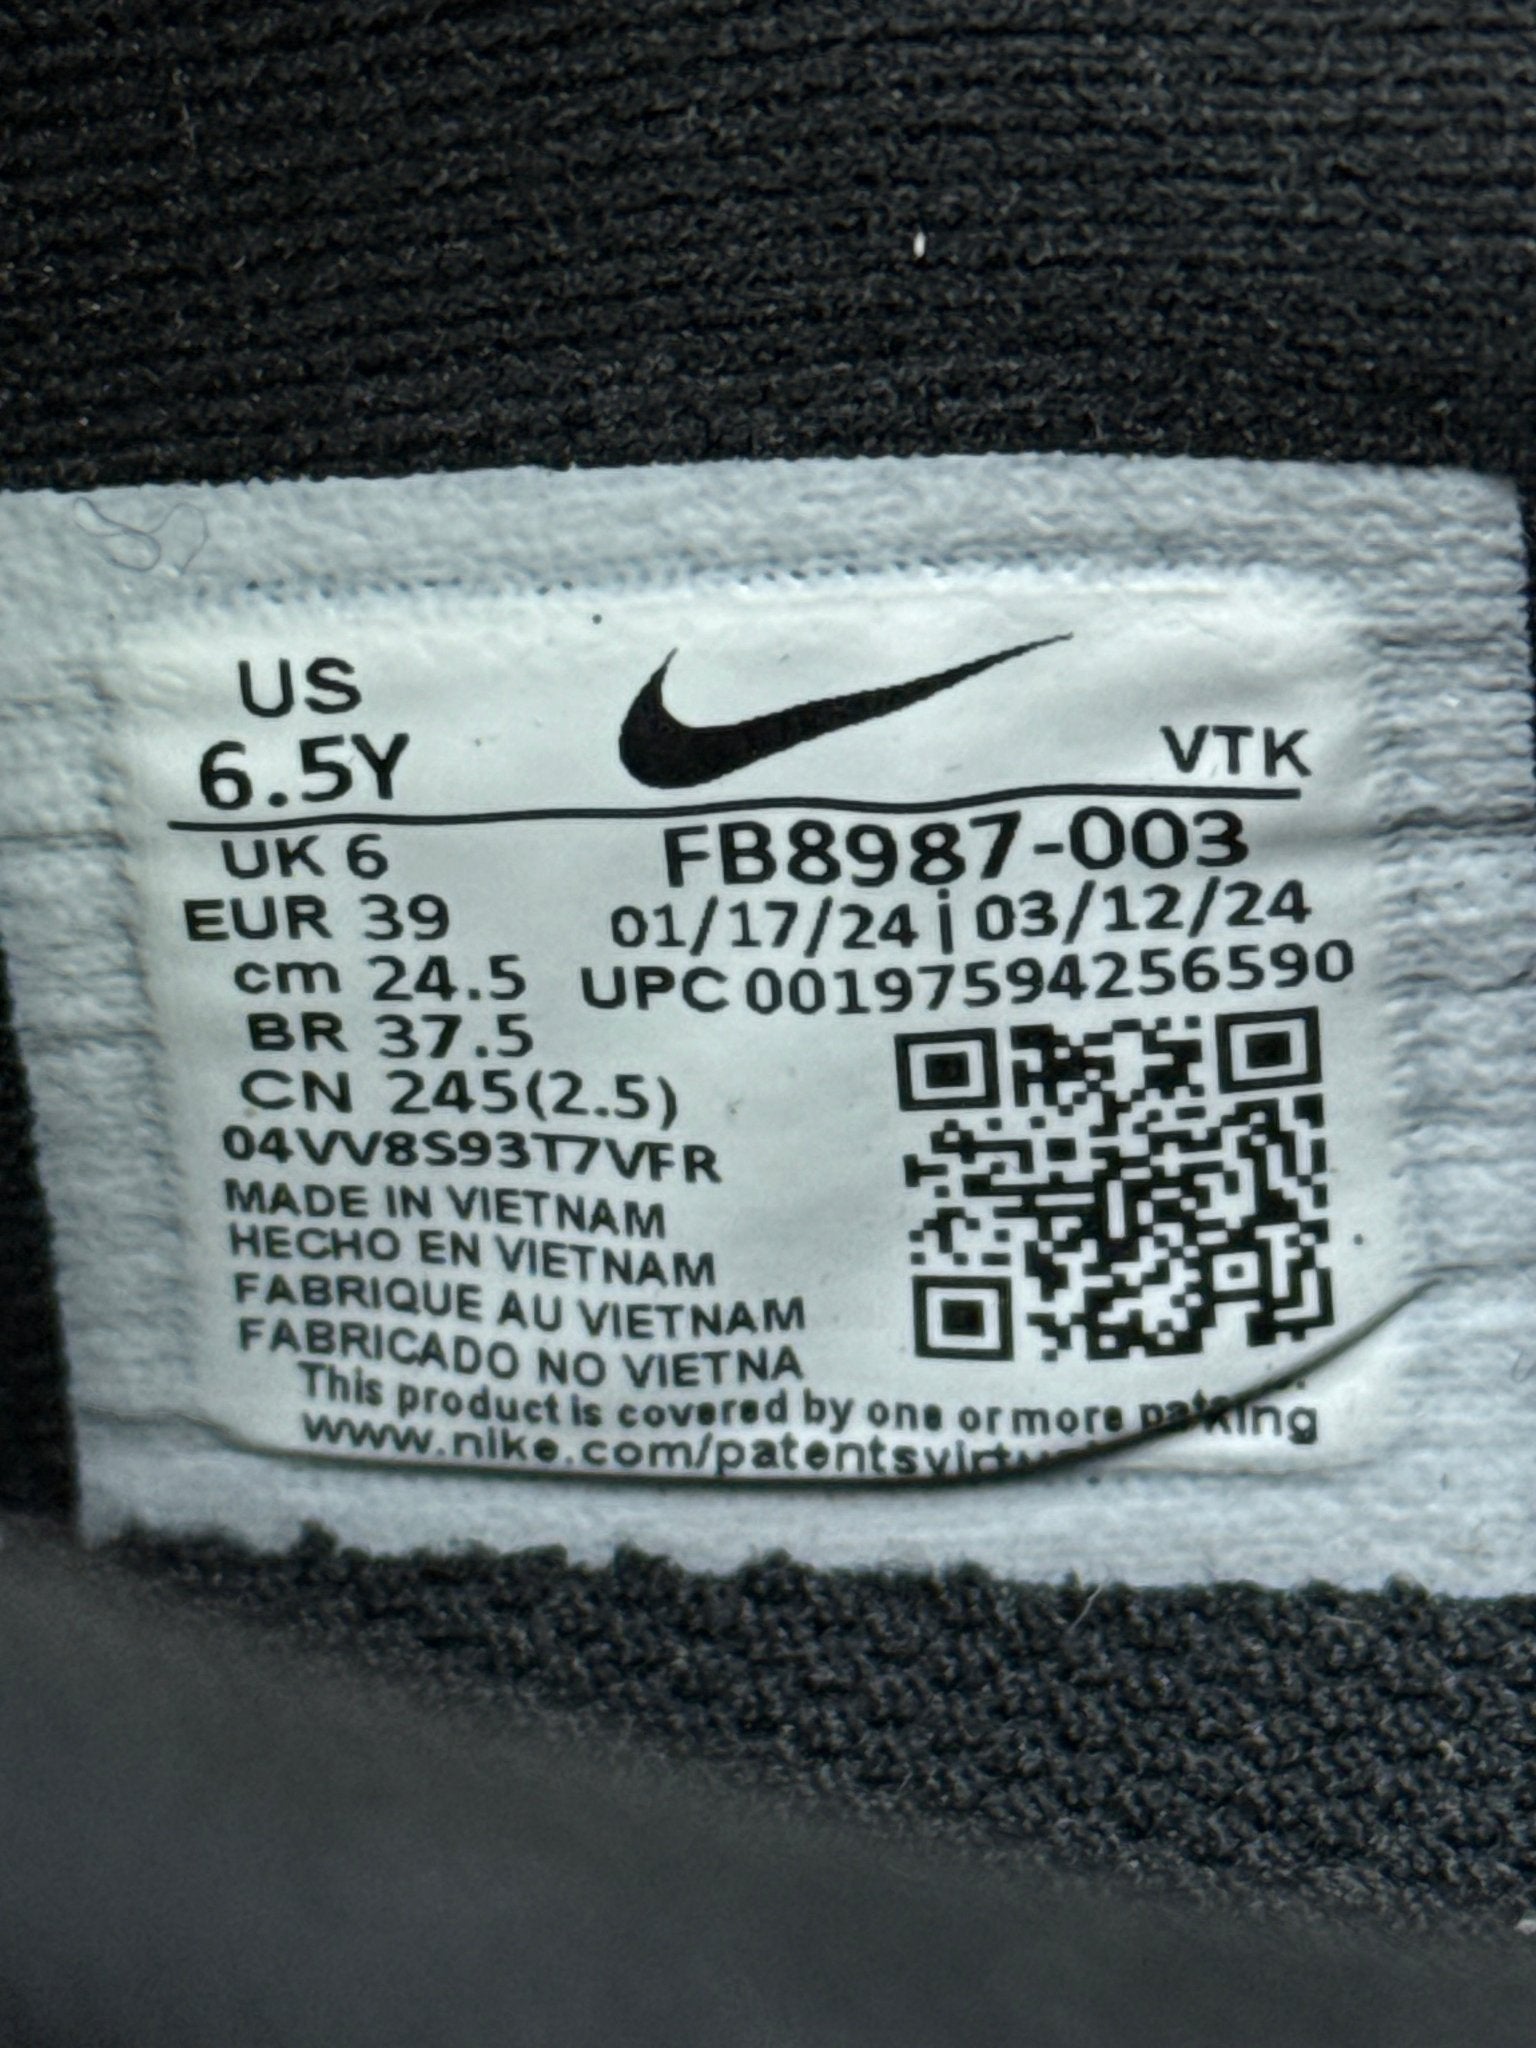 US
6.5Y
VTK
UK 6
FB8987-003
EUR 39
01/17/24 | 03/12/24
cm 24.5
UPC 00197594256590
BR 37.5
CN 245(2.5)
04VV8S93T7VFR
MADE IN VIETNAM
HECHO EN VIETNAM
FABRIQUE AU VIETNAM
FABRICADO NO VIETNA
This product is covered by one or more
www.nike.com/patents